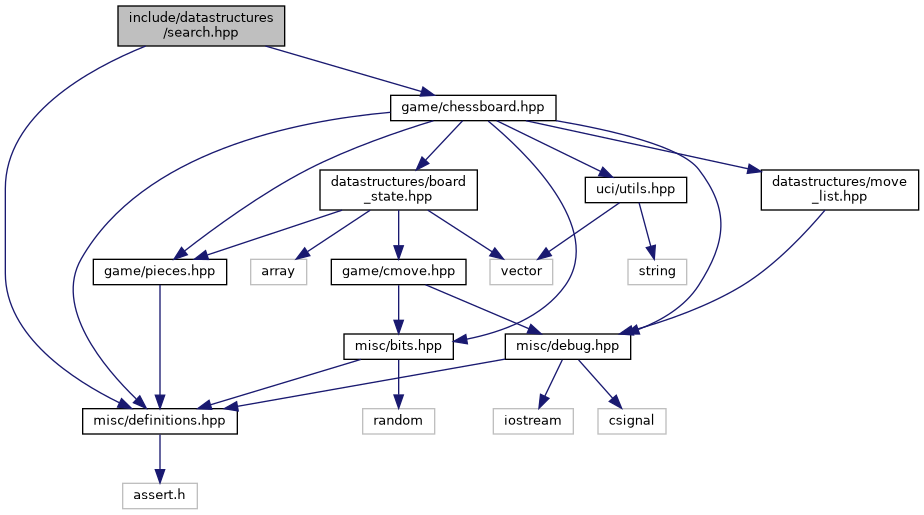 include/datastructures
/search.hpp
game/chessboard.hpp
datastructures/board
_state.hpp
uci/utils.hpp
datastructures/move
_list.hpp
game/pieces.hpp
array
game/cmove.hpp
vector
string
misc/bits.hpp
misc/debug.hpp
misc/definitions.hpp
random
iostream
csignal
assert.h